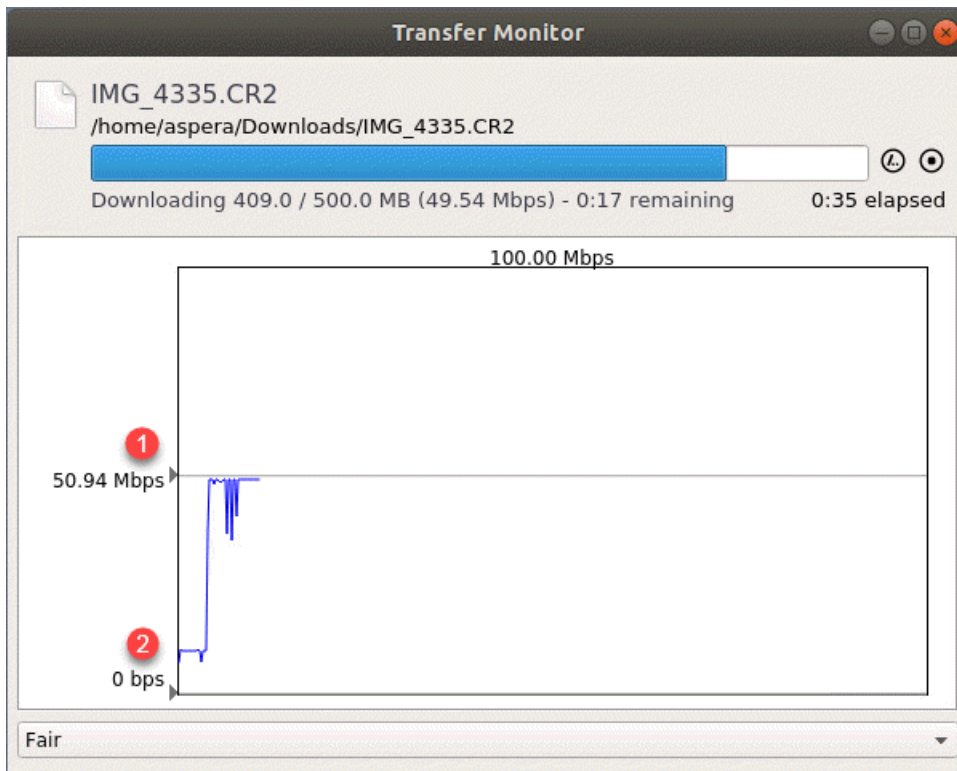 Transfer Monitor
IMG_4335.CR2
/home/aspera/Downloads/IMG_4335.CR2
Downloading 409.0 / 500.0 MB (49.54 Mbps) - 0:17 remaining 0:35 elapsed
100.00 Mbps
1
50.94 Mbps
2
0 bps
Fair